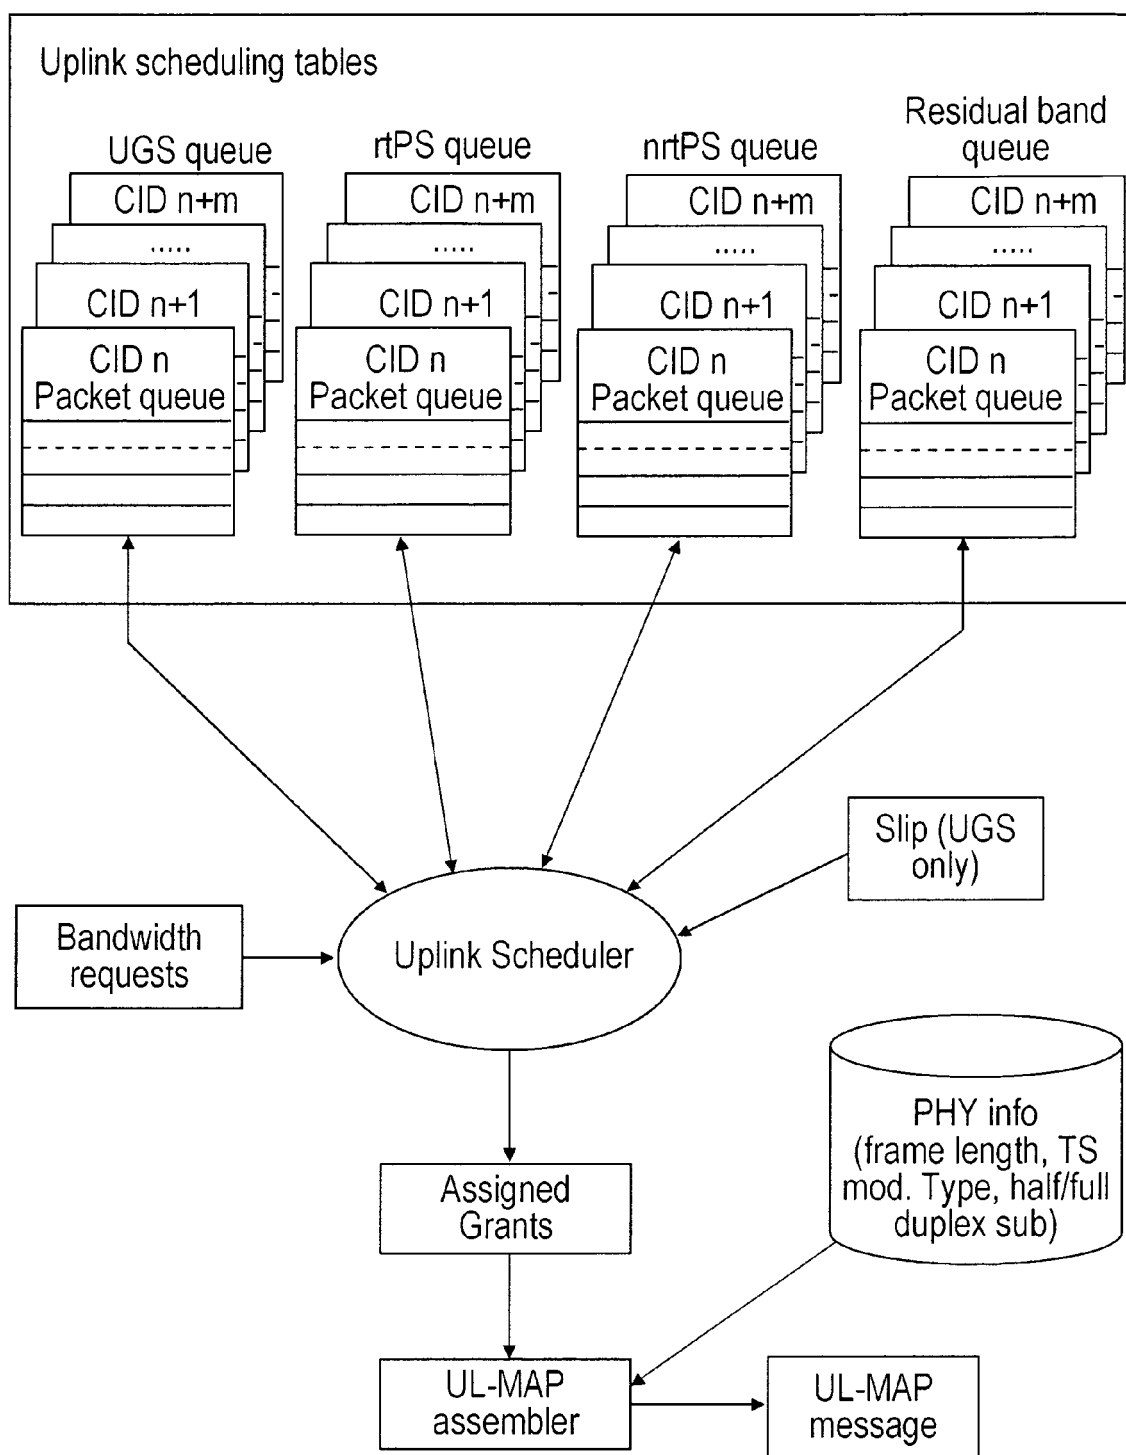 Uplink scheduling tables
UGS queue
rtPS queue
nrtPS queue
Residual band
queue
CID n+m
.....
CID n+1
CID n
Packet queue
CID n+m
.....
CID n+1
CID n
Packet queue
CID n+m
.....
CID n+1
CID n
Packet queue
CID n+m
.....
CID n+1
CID n
Packet queue
Slip (UGS
only)
Bandwidth
requests
Uplink Scheduler
PHY info
(frame length, TS
mod. Type, half/full
duplex sub)
Assigned
Grants
UL-MAP
assembler
UL-MAP
message